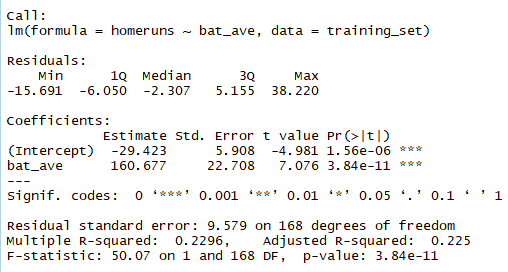 Call:
lm(formula = homeruns ~ bat_ave, data = training_set)
Residuals:
    Min      1Q  Median      3Q     Max
-15.691  -6.050  -2.307   5.155  38.220
Coefficients:
            Estimate Std. Error t value Pr(>|t|)
(Intercept)  -29.423      5.908  -4.981 1.56e-06 ***
bat_ave      160.677     22.708   7.076 3.84e-11 ***
---
Signif. codes:  0 ‘***’ 0.001 ‘**’ 0.01 ‘*’ 0.05 ‘.’ 0.1 ‘ ’ 1
Residual standard error: 9.579 on 168 degrees of freedom
Multiple R-squared:  0.2296,    Adjusted R-squared:  0.225
F-statistic: 50.07 on 1 and 168 DF,  p-value: 3.84e-11